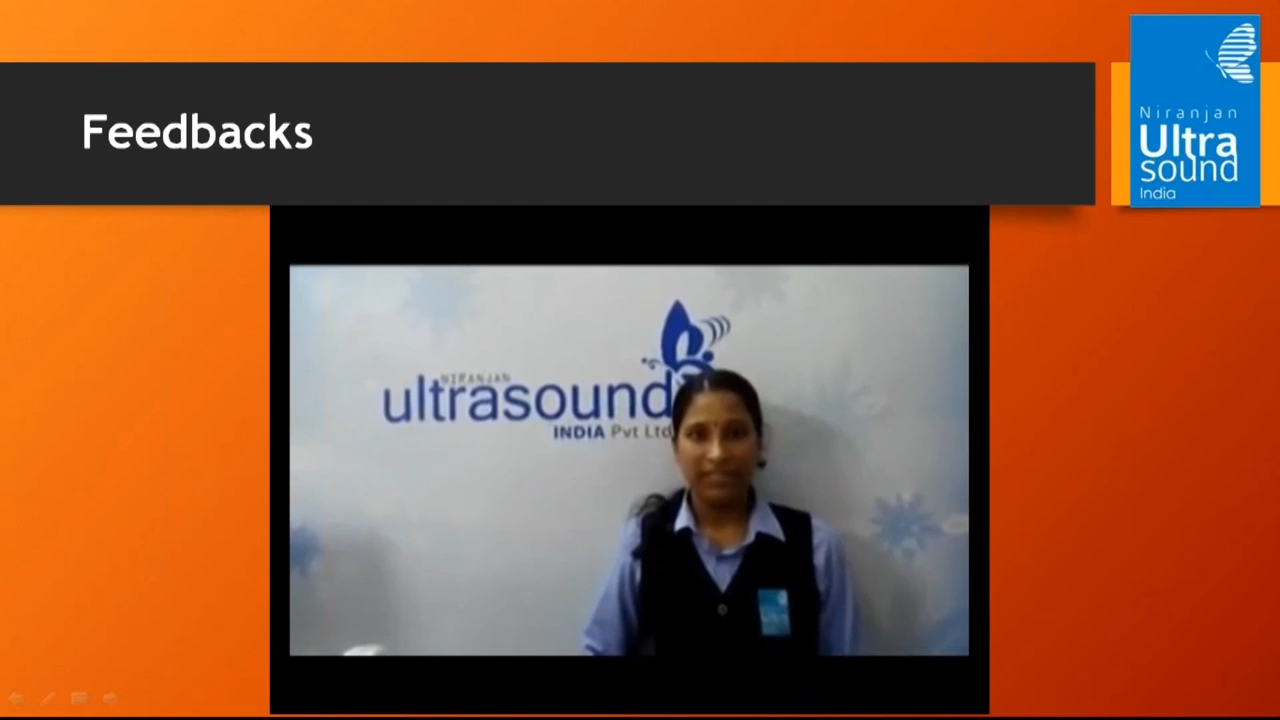 Feedbacks
Niranjan
Ultra
sound
India
NIRANJAN
ultrasound
INDIA Pvt Ltd